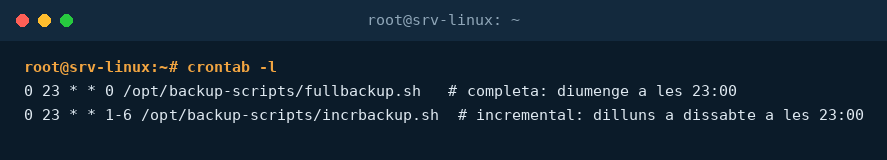 root@srv-linux: ~
root@srv-linux:~# crontab -l
0 23 * * 0 /opt/backup-scripts/fullbackup.sh   # completa: diumenge a les 23:00
0 23 * * 1-6 /opt/backup-scripts/incrbackup.sh  # incremental: dilluns a dissabte a les 23:00